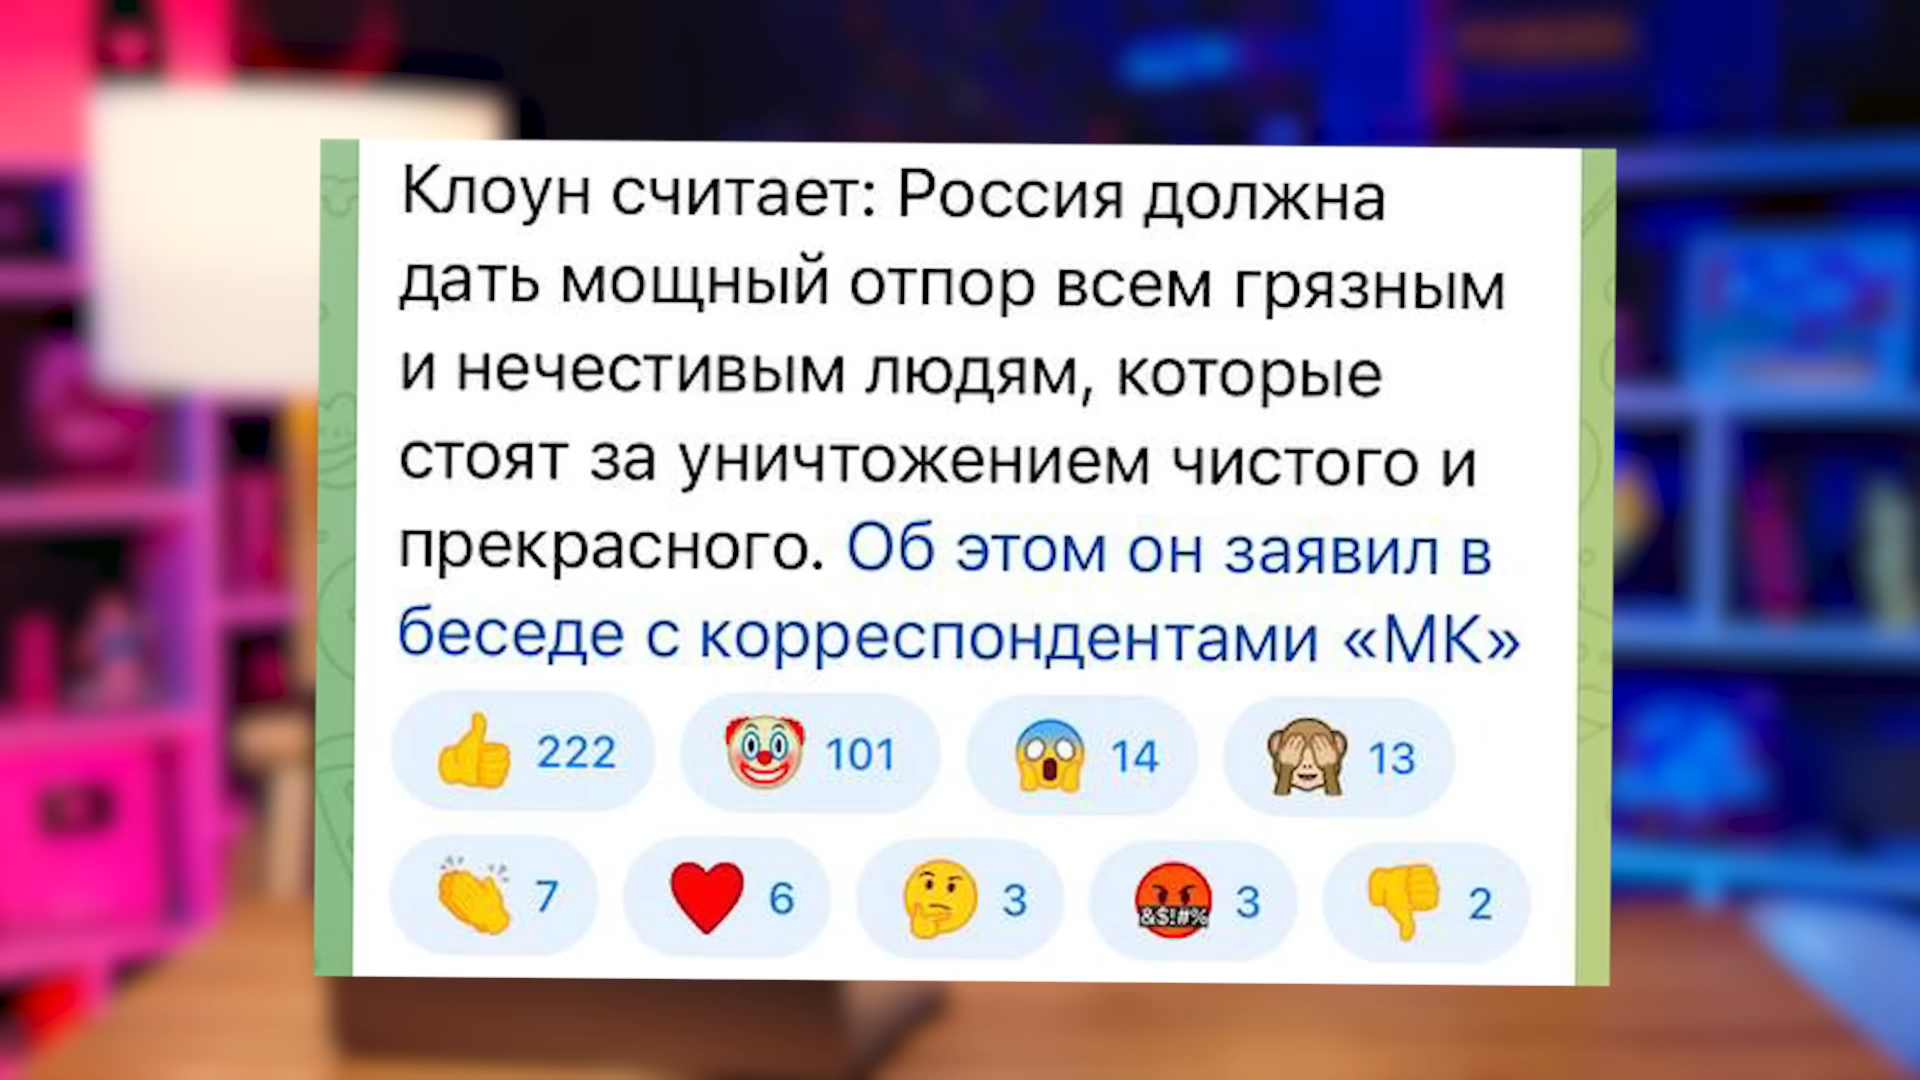 Клоун считает: Россия должна
дать мощный отпор всем грязным
и нечестивым людям, которые
стоят за уничтожением чистого и
прекрасного. Об этом он заявил в
беседе с корреспондентами «МК»
222 101 14 13
&$!#%
7 6 3 3 2